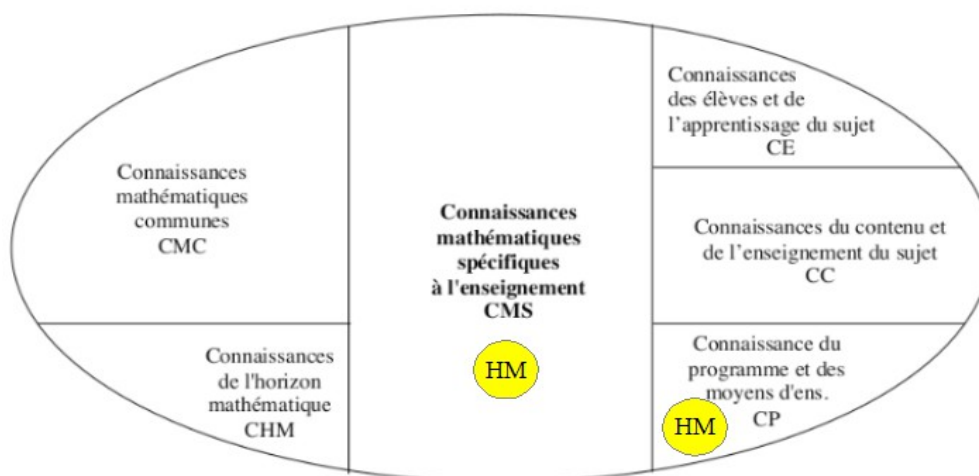 Connaissances
mathématiques
communes
CMC
Connaissances
de l'horizon
mathématique
CHM
Connaissances
mathématiques
spécifiques
à l'enseignement
CMS
HM
Connaissances
des élèves et de
l’apprentissage du sujet
CE
Connaissances du contenu et
de l’enseignement du sujet
CC
Connaissance du
programme et des
moyens d'ens.
CP
HM